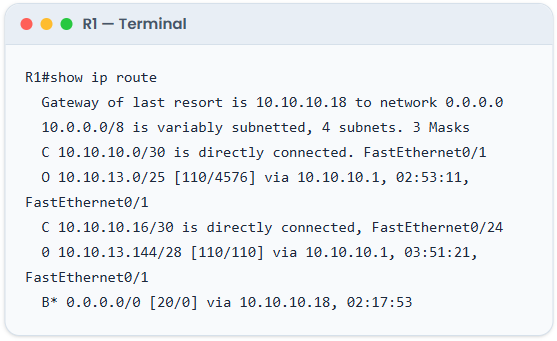 R1 — Terminal
R1#show ip route
Gateway of last resort is 10.10.10.18 to network 0.0.0.0
10.0.0.0/8 is variably subnetted, 4 subnets. 3 Masks
C 10.10.10.0/30 is directly connected. FastEthernet0/1
O 10.10.13.0/25 [110/4576] via 10.10.10.1, 02:53:11,
FastEthernet0/1
C 10.10.10.16/30 is directly connected, FastEthernet0/24
0 10.10.13.144/28 [110/110] via 10.10.10.1, 03:51:21,
FastEthernet0/1
B* 0.0.0.0/0 [20/0] via 10.10.10.18, 02:17:53